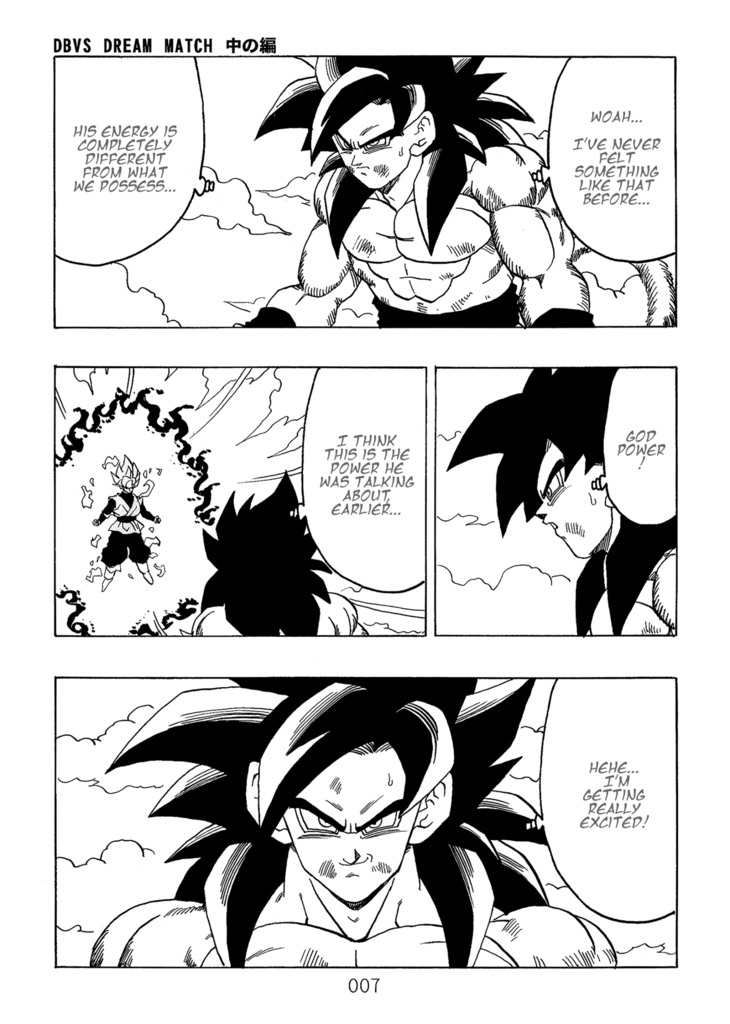 DBVS DREAM MATCH 中の編
WOAH...
I'VE NEVER
FELT
SOMETHING
LIKE THAT
BEFORE...
HIS ENERGY IS
COMPLETELY
DIFFERENT
FROM WHAT
WE POSSESS...
GOD
POWER
!
I THINK
THIS IS THE
POWER HE
WAS TALKING
ABOUT
EARLIER...
HEHE...
I'M
GETTING
REALLY
EXCITED!
007